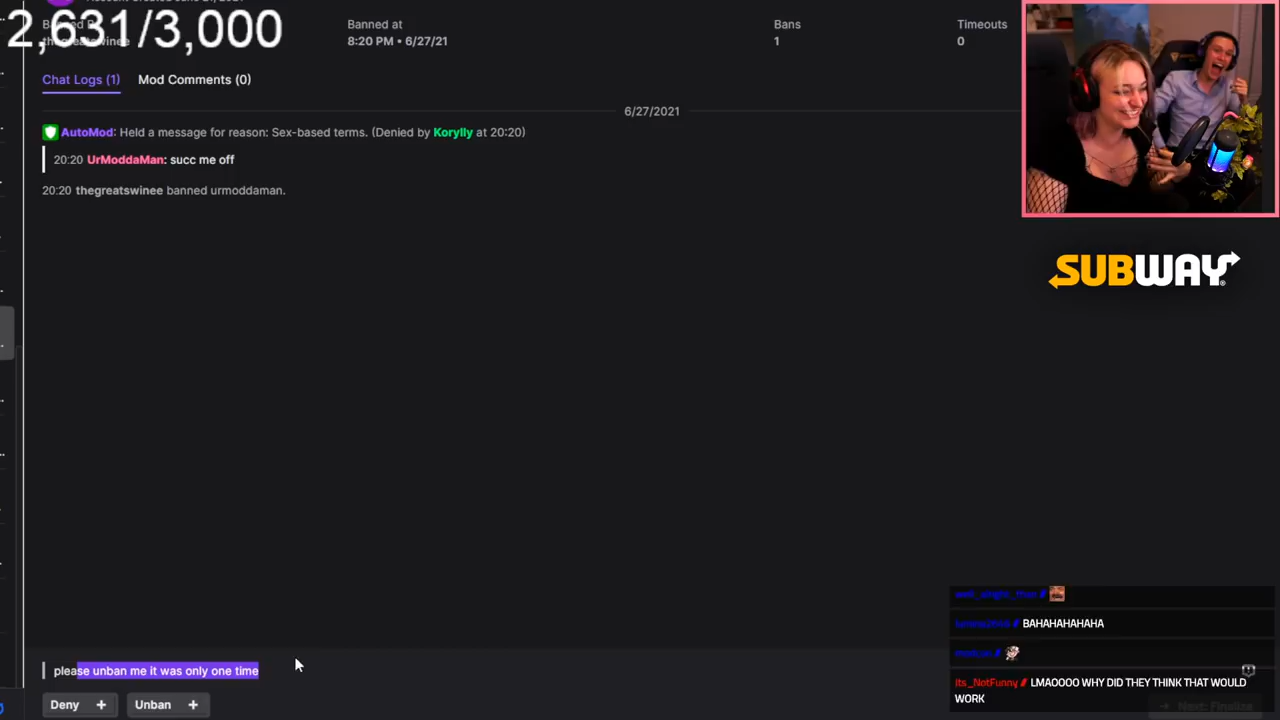 2,631/3,000
Banned at
Bans
Timeouts
thegreatswinee
8:20 PM • 6/27/21
1
0
Chat Logs (1)
Mod Comments (0)
6/27/2021
AutoMod: Held a message for reason: Sex-based terms. (Denied by Korylly at 20:20)
20:20 UrModdaMan: succ me off
20:20 thegreatswinee banned urmoddaman.
SUBWAY
BAHAHAHAHAHA
Its_NotFunny // LMAOOOO WHY DID THEY THINK THAT WOULD
WORK
please unban me it was only one time
Deny +
Unban +
Next: Finalize